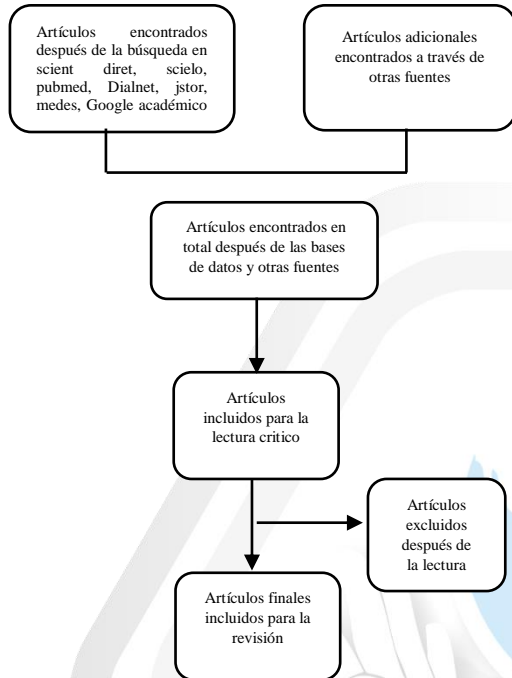 Artículos encontrados
después de la búsqueda en
scient diret, scielo,
pubmed, Dialnet, jstor,
medes, Google académico
Artículos adicionales
encontrados a través de
otras fuentes
Artículos encontrados en
total después de las bases
de datos y otras fuentes
Artículos
incluidos para la
lectura critico
Artículos
excluidos
después de
la lectura
Artículos finales
incluidos para la
revisión